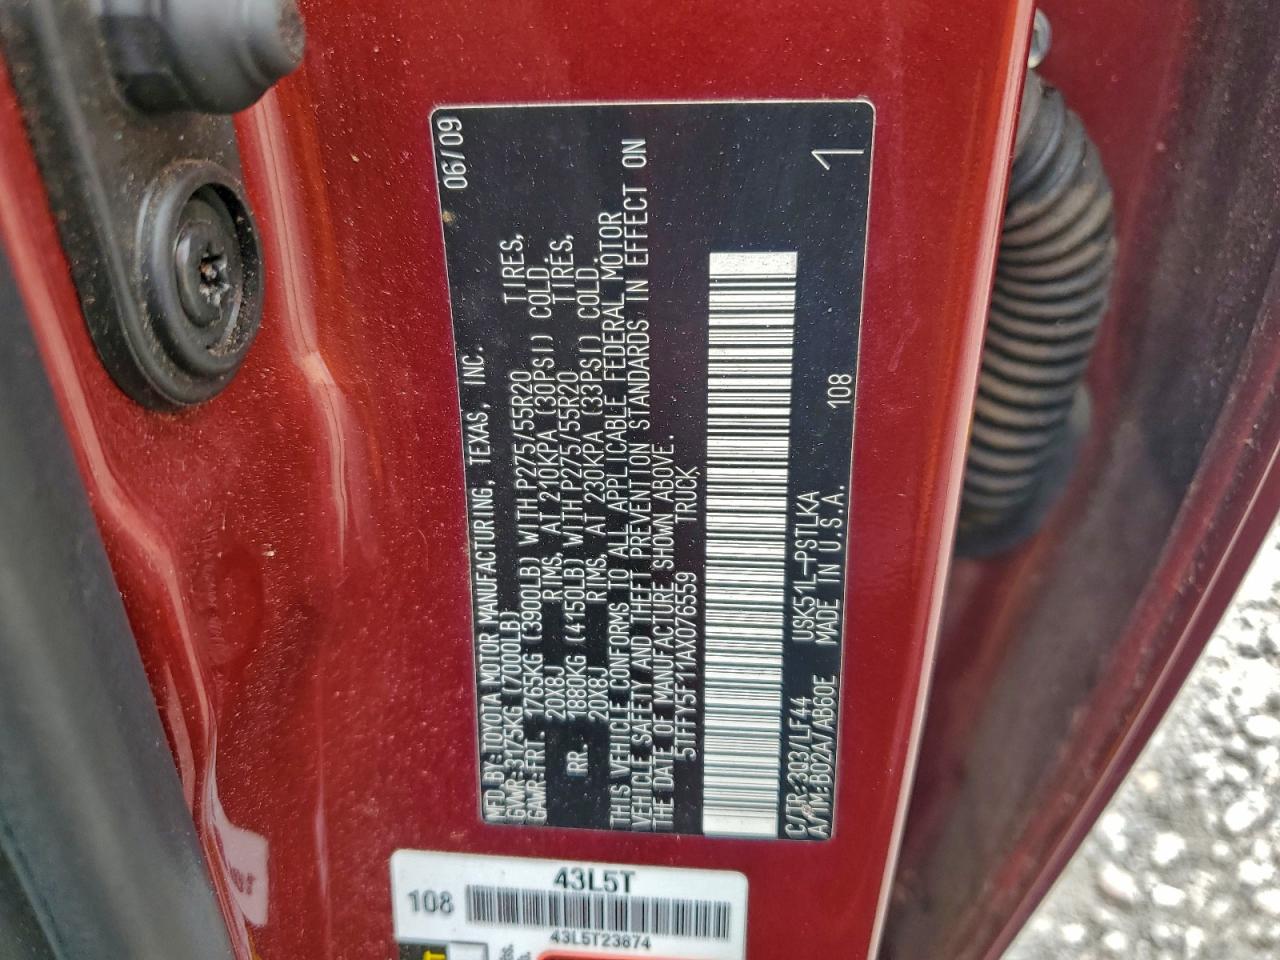 MFD.BY:TOYOTA MOTOR MANUFACTURING, TEXAS, INC. 06/09
GVWR:3175KG (7000LB)
GAWR:FRT. 1765KG (3900LB) WITH P275/55R20 TIRES,
20X8J RIMS, AT 210KPA (30PSI) COLD
RR. 1880KG (4150LB) WITH P275/55R20 TIRES,
20X8J RIMS, AT 230KPA (33PSI) COLD.
THIS VEHICLE CONFORMS TO ALL APPLICABLE FEDERAL MOTOR
VEHICLE SAFETY AND THEFT PREVENTION STANDARDS IN EFFECT ON
THE DATE OF MANUFACTURE SHOWN ABOVE.
5TFFY5F11AX076559 TRUCK
C/TR:3Q3/LF44 USK51L-PSTLKA 108 1
A/TM:B02A/AB60E MADE IN U.S.A.
43L5T
108
43L5T23874